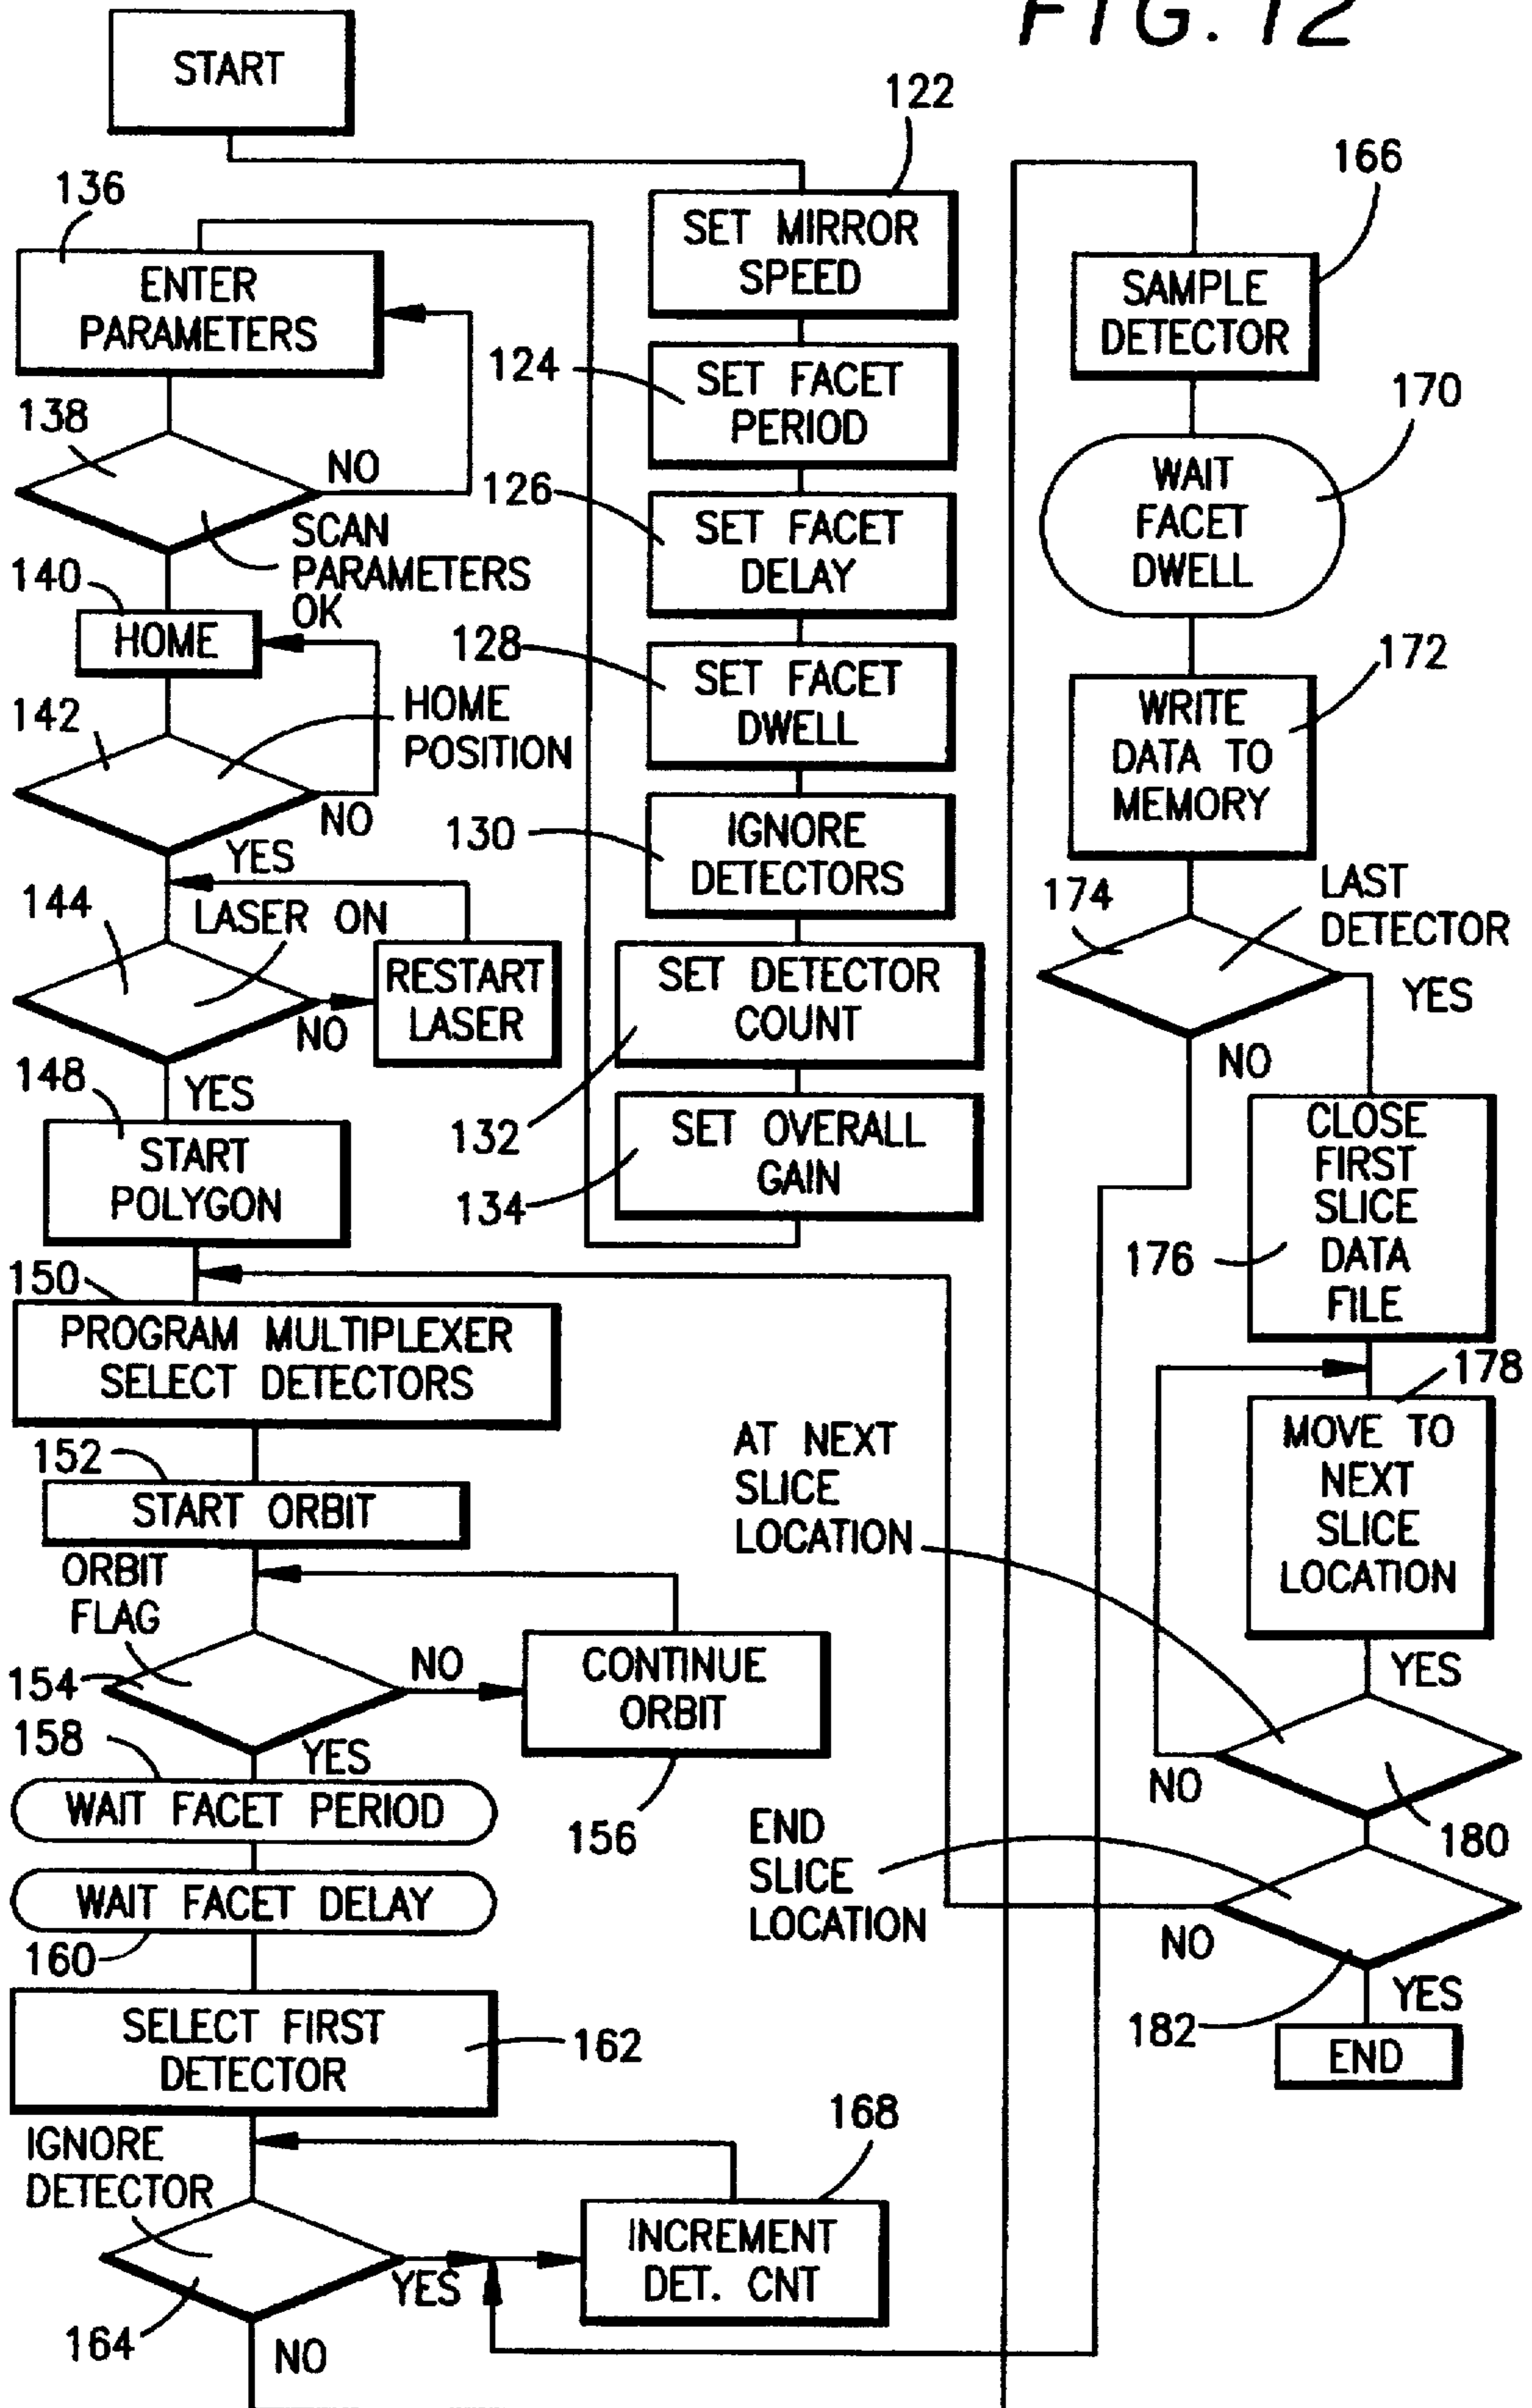 FIG. 12
START
122
SET MIRROR
SPEED
124
SET FACET
PERIOD
126
SET FACET
DELAY
128
SET FACET
DWELL
130
IGNORE
DETECTORS
SET DETECTOR
COUNT
132
SET OVERALL
GAIN
134
136
ENTER
PARAMETERS
138
NO
SCAN
PARAMETERS
OK
140
HOME
142
HOME
POSITION
NO
YES
144
LASER ON
RESTART
LASER
NO
148
YES
START
POLYGON
150
PROGRAM MULTIPLEXER
SELECT DETECTORS
152
START ORBIT
ORBIT
FLAG
154
NO
CONTINUE
ORBIT
156
158
YES
WAIT FACET PERIOD
WAIT FACET DELAY
160
SELECT FIRST
DETECTOR
162
IGNORE
DETECTOR
168
INCREMENT
DET. CNT
YES
164
NO
166
SAMPLE
DETECTOR
170
WAIT
FACET
DWELL
172
WRITE
DATA TO
MEMORY
174
LAST
DETECTOR
YES
NO
CLOSE
FIRST
SLICE
DATA
FILE
176
178
MOVE TO
NEXT
SLICE
LOCATION
AT NEXT
SLICE
LOCATION
YES
NO
180
END
SLICE
LOCATION
NO
182
YES
END